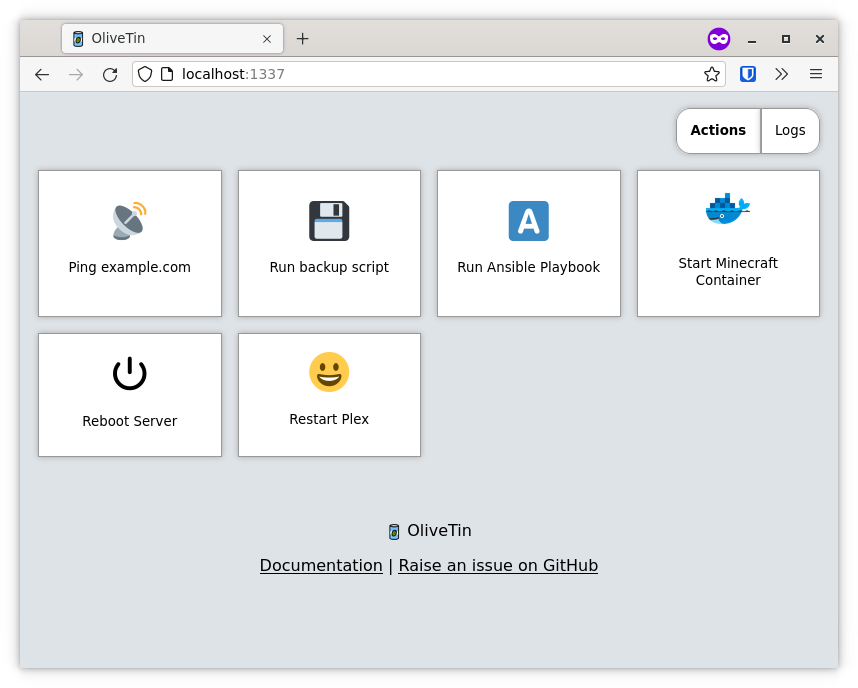 OliveTin
localhost:1337
Actions
Logs
Ping example.com
Run backup script
A
Run Ansible Playbook
Start Minecraft
Container
Reboot Server
Restart Plex
OliveTin
Documentation | Raise an issue on GitHub